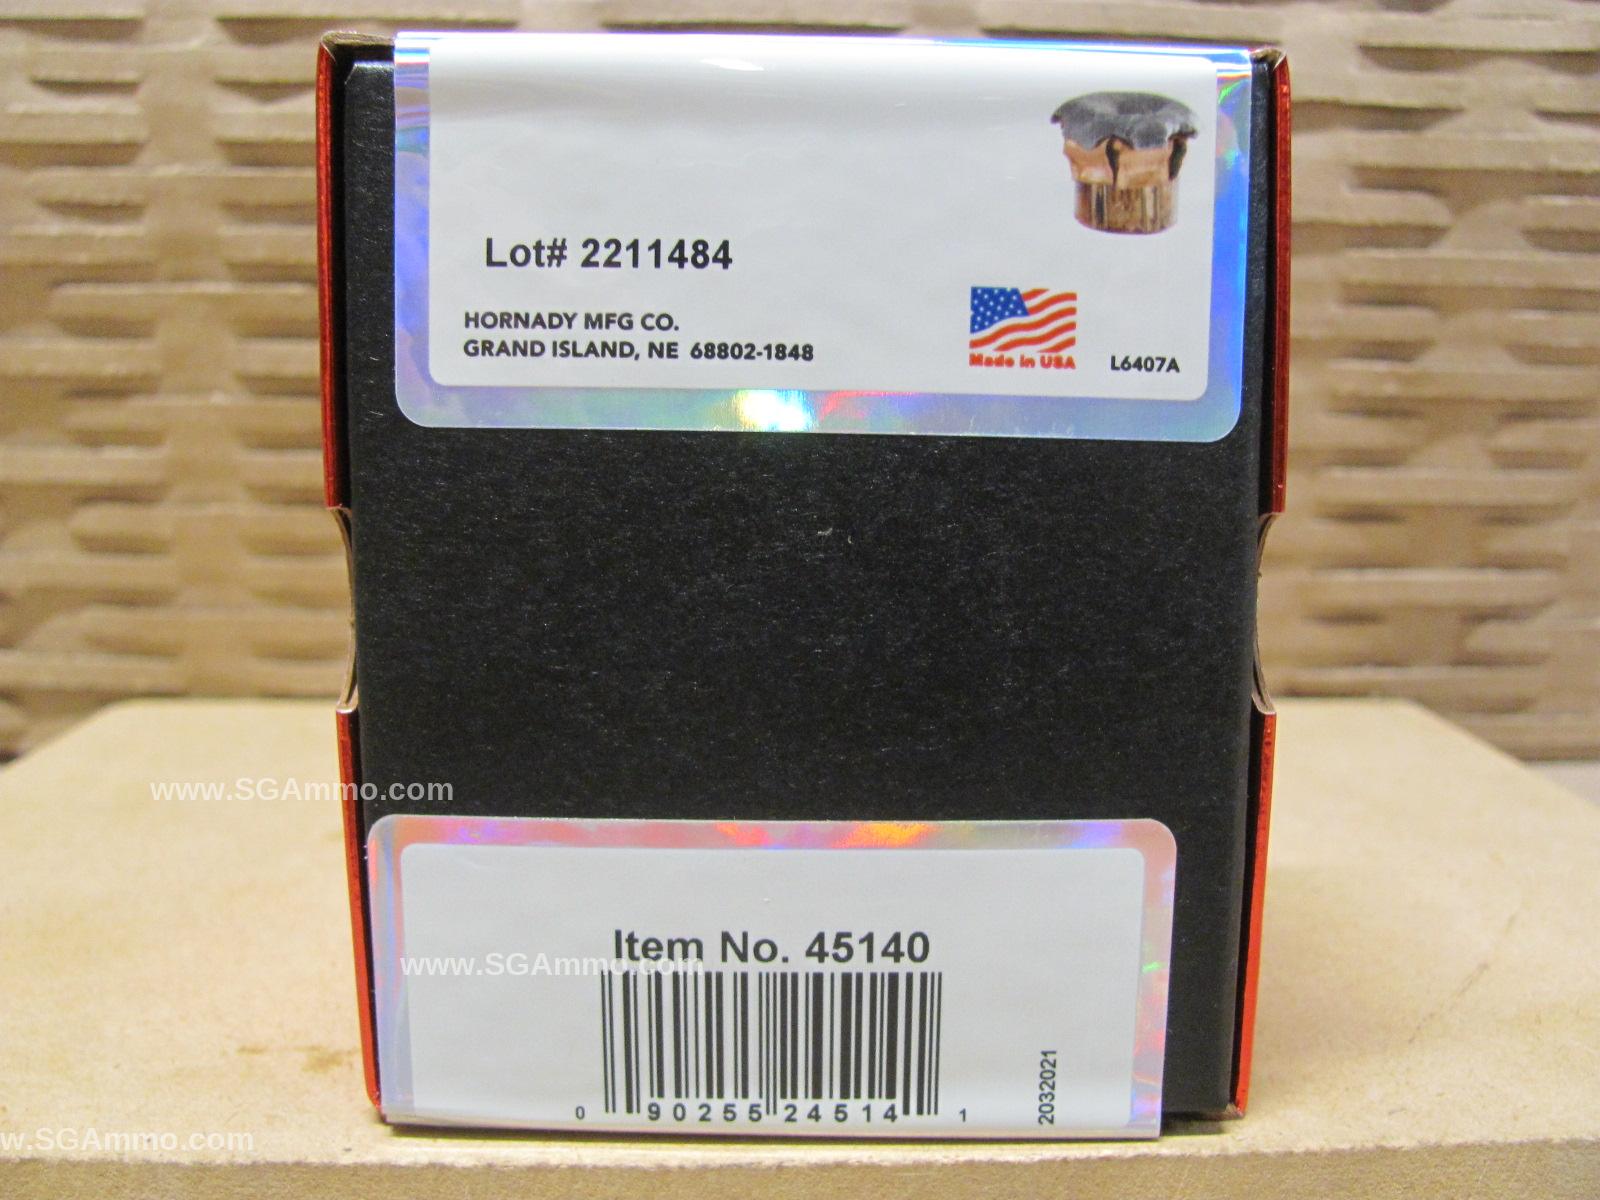 Lot# 2211484
HORNADY MFG CO.
GRAND ISLAND, NE 68802-1848
Made in USA
L6407A
www.SGAmmo.com
Item No. 45140
www.SGAmmo.com
0 90255 24514 1
2032021
w.SGAmmo.com